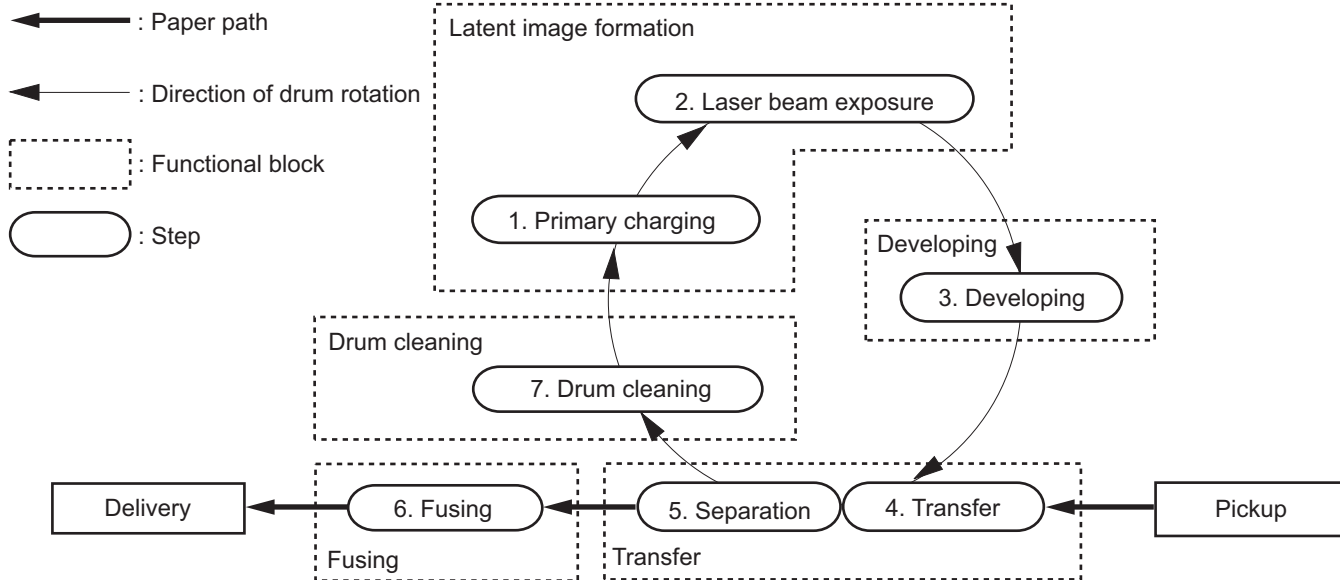 : Paper path
: Direction of drum rotation
: Functional block
: Step
Latent image formation
2. Laser beam exposure
1. Primary charging
Developing
3. Developing
Drum cleaning
7. Drum cleaning
Delivery
6. Fusing
5. Separation
4. Transfer
Pickup
Fusing
Transfer